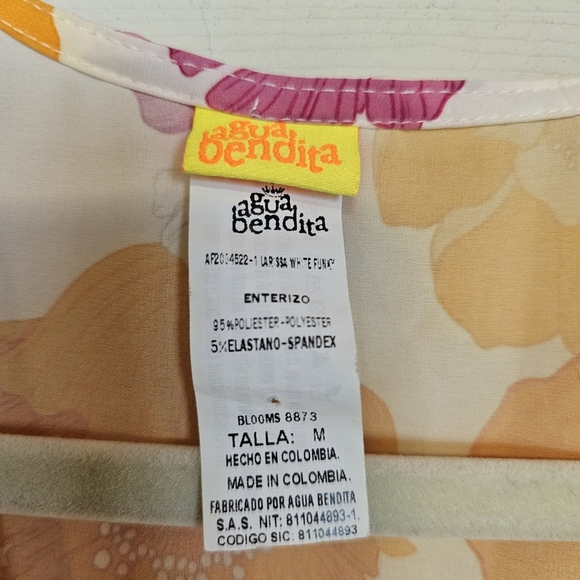 agua
bendita
agua
bendita
AF2034522-1 LARISSA WHITE FUNKY
ENTERIZO
95%POLIESTER-POLYESTER
5%ELASTANO-SPANDEX
BLOOMS 8873
TALLA: M
HECHO EN COLOMBIA.
MADE IN COLOMBIA.
FABRICADO POR AGUA BENDITA
S.A.S. NIT: 811044893-1.
CODIGO SIC: 811044893